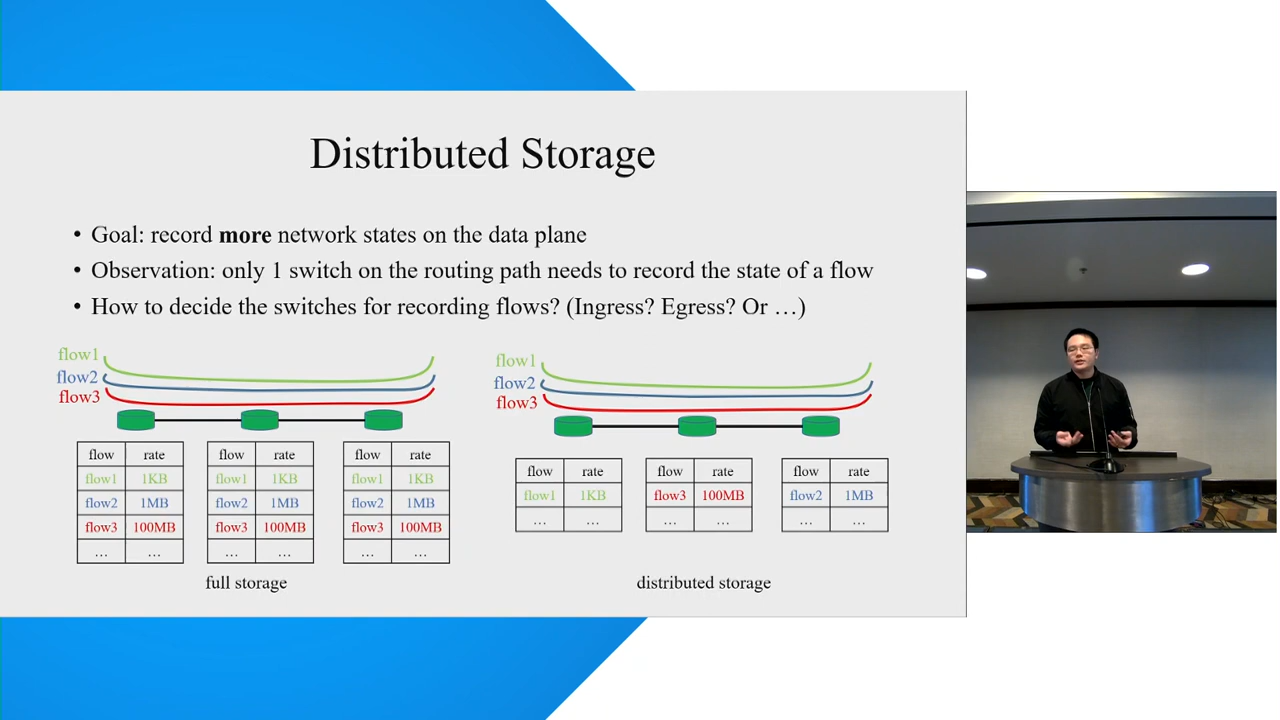 Distributed Storage
• Goal: record more network states on the data plane
• Observation: only 1 switch on the routing path needs to record the state of a flow
• How to decide the switches for recording flows? (Ingress? Egress? Or …)
flow1
flow2
flow3
flow rate
flow1 1KB
flow2 1MB
flow3 100MB
… …
flow rate
flow1 1KB
flow2 1MB
flow3 100MB
… …
flow rate
flow1 1KB
flow2 1MB
flow3 100MB
… …
full storage
flow1
flow2
flow3
flow rate
flow1 1KB
… …
flow rate
flow3 100MB
… …
flow rate
flow2 1MB
… …
distributed storage